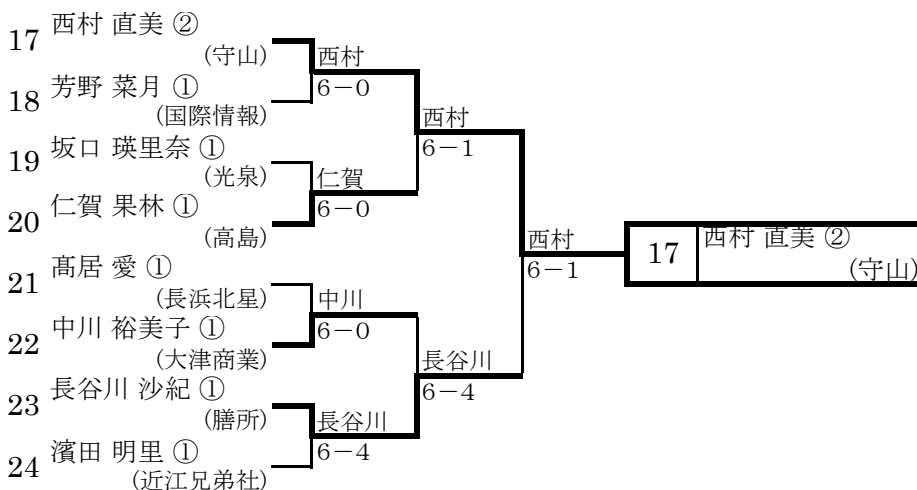 17 西村 直美 ②
(守山)
西村
6－0
18 芳野 菜月 ①
(国際情報)
西村
6－1
19 坂口 瑛里奈 ①
(光泉)
仁賀
6－0
20 仁賀 果林 ①
(高島)
西村
6－1
17 西村 直美 ②
(守山)
21 髙居 愛 ①
(長浜北星)
中川
6－0
22 中川 裕美子 ①
(大津商業)
長谷川
6－4
23 長谷川 沙紀 ①
(膳所)
長谷川
6－4
24 濱田 明里 ①
(近江兄弟社)